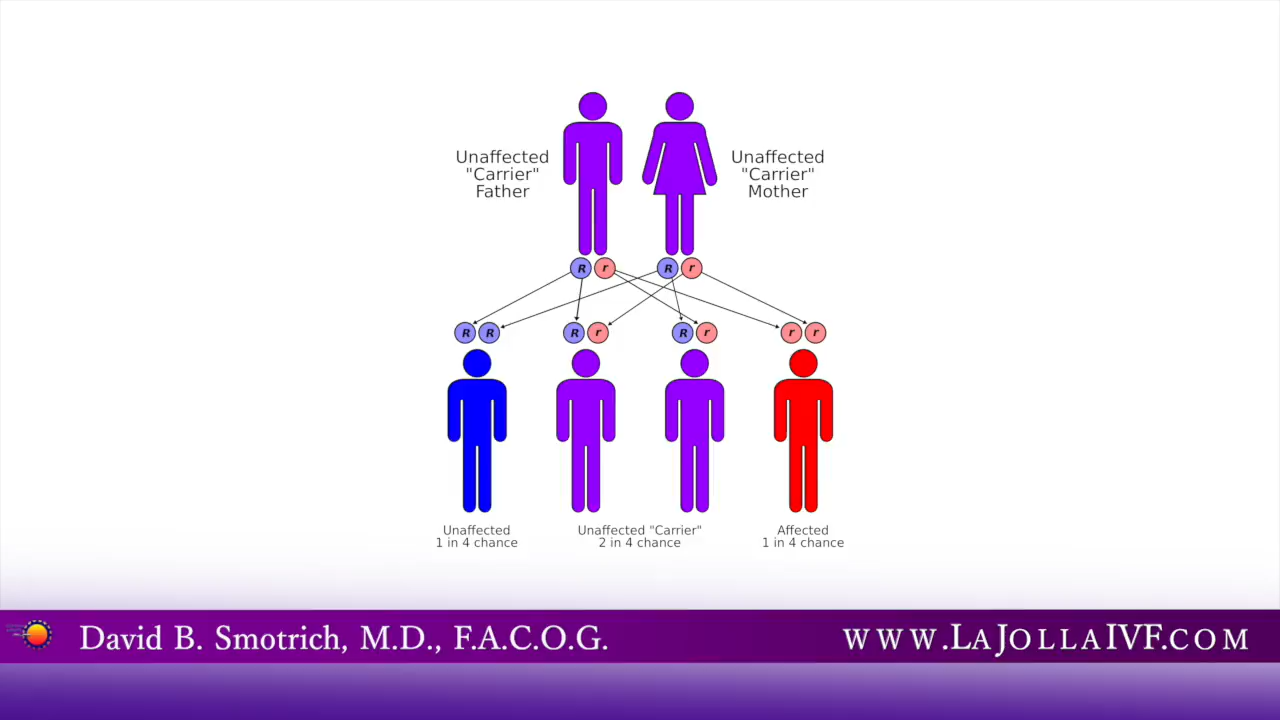 Unaffected
"Carrier"
Father
Unaffected
"Carrier"
Mother
R r R r
R R R r R r r r
Unaffected
1 in 4 chance
Unaffected "Carrier"
2 in 4 chance
Affected
1 in 4 chance
David B. Smotrich, M.D., F.A.C.O.G.
WWW.LAJOLLAIVF.COM